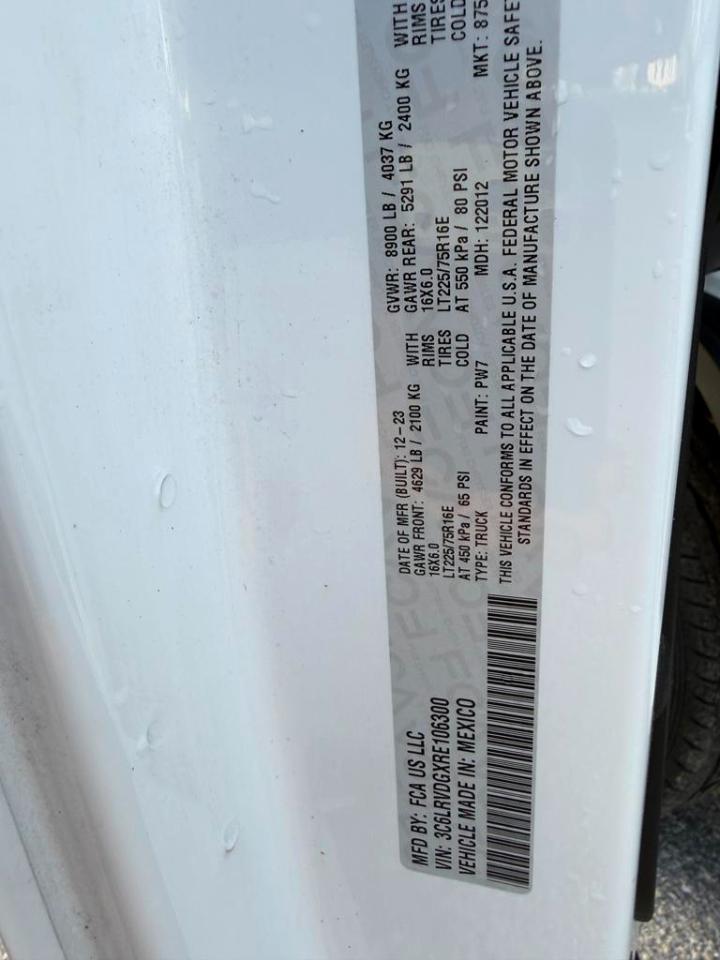 MFD BY: FCA US LLC
VIN: 3C6LRVDGXRE106300
VEHICLE MADE IN: MEXICO
DATE OF MFR (BUILT): 12-23 GVWR: 8900 LB / 4037 KG
GAWR FRONT: 4629 LB / 2100 KG WITH GAWR REAR: 5291 LB / 2400 KG WITH
16X6.0 RIMS 16X6.0 RIMS
LT225/75R16E TIRES LT225/75R16E TIRES
AT 450 kPa / 65 PSI COLD AT 550 kPa / 80 PSI COLD
TYPE: TRUCK PAINT: PW7 MDH: 122012 MKT: 875
THIS VEHICLE CONFORMS TO ALL APPLICABLE U.S.A. FEDERAL MOTOR VEHICLE SAFE
STANDARDS IN EFFECT ON THE DATE OF MANUFACTURE SHOWN ABOVE.